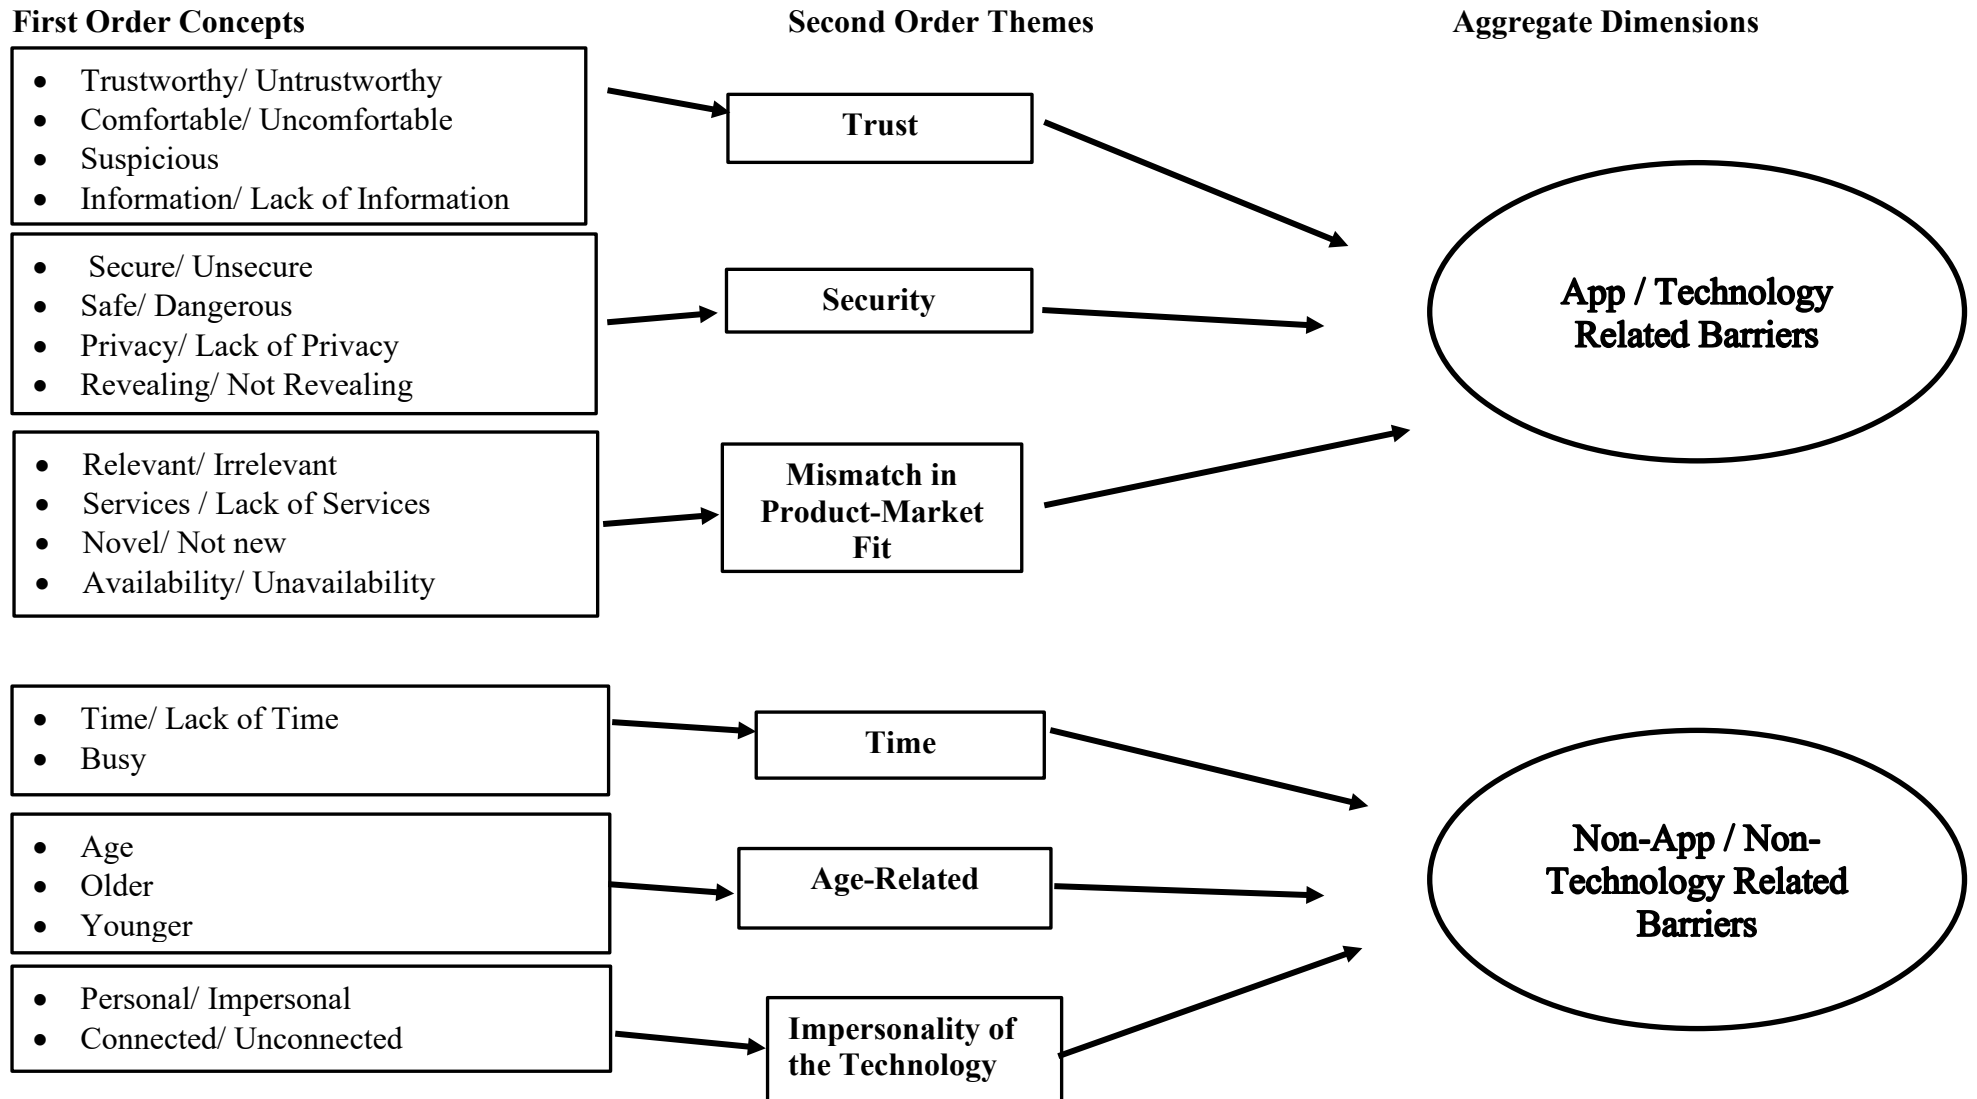 First Order Concepts
Second Order Themes
Aggregate Dimensions
• Trustworthy/ Untrustworthy
• Comfortable/ Uncomfortable
• Suspicious
• Information/ Lack of Information
Trust
• Secure/ Unsecure
• Safe/ Dangerous
• Privacy/ Lack of Privacy
• Revealing/ Not Revealing
Security
• Relevant/ Irrelevant
• Services / Lack of Services
• Novel/ Not new
• Availability/ Unavailability
Mismatch in
Product-Market
Fit
App / Technology
Related Barriers
• Time/ Lack of Time
• Busy
Time
• Age
• Older
• Younger
Age-Related
• Personal/ Impersonal
• Connected/ Unconnected
Impersonality of
the Technology
Non-App / Non-
Technology Related
Barriers